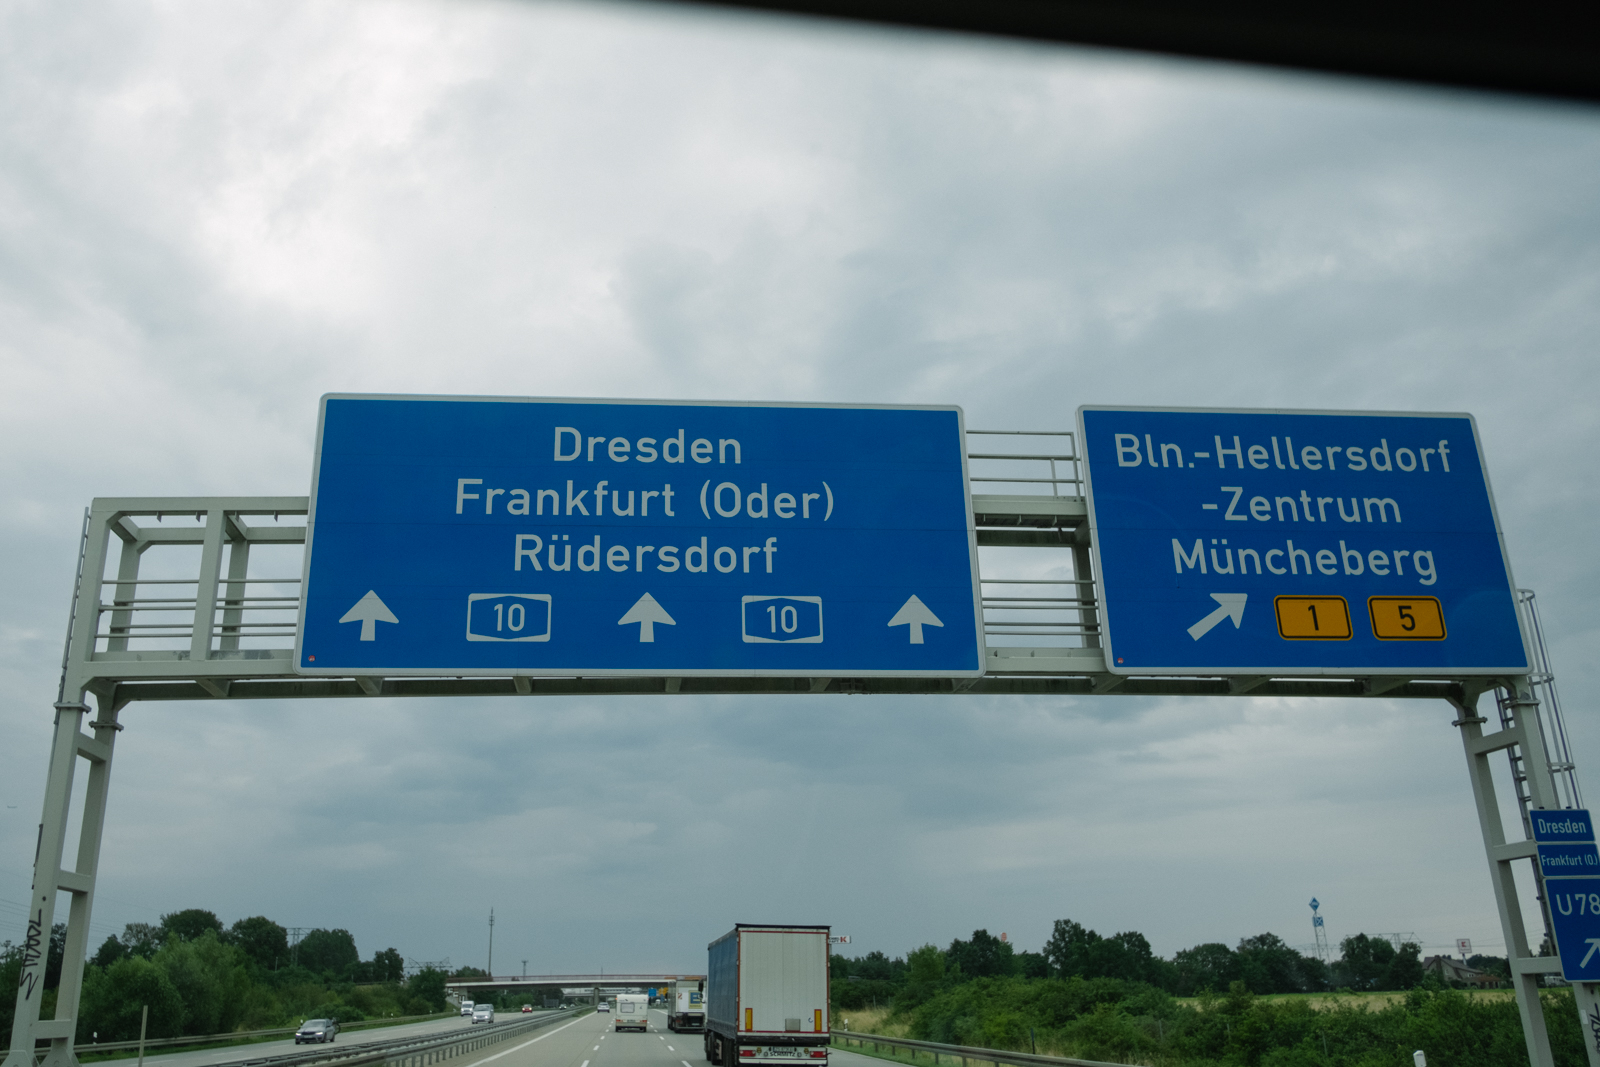 Dresden
Frankfurt (Oder)
Rüdersdorf
10
10
Bln.-Hellersdorf
-Zentrum
Müncheberg
1
5
Dresden
Frankfurt (O.)
U78